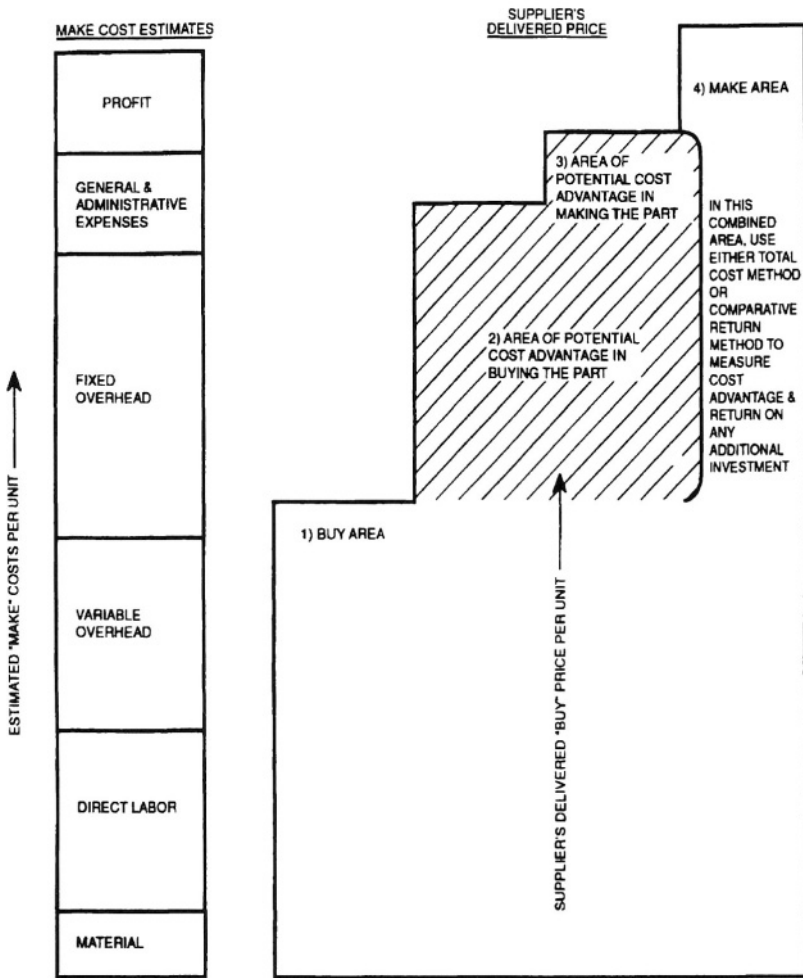 MAKE COST ESTIMATES
PROFIT
GENERAL &
ADMINISTRATIVE
EXPENSES
FIXED
OVERHEAD
VARIABLE
OVERHEAD
DIRECT LABOR
MATERIAL
ESTIMATED "MAKE" COSTS PER UNIT
SUPPLIER'S
DELIVERED PRICE
4) MAKE AREA
3) AREA OF
POTENTIAL COST
ADVANTAGE IN
MAKING THE PART
IN THIS
COMBINED
AREA, USE
EITHER TOTAL
COST METHOD
OR
COMPARATIVE
RETURN
METHOD TO
MEASURE
COST
ADVANTAGE &
RETURN ON
ANY
ADDITIONAL
INVESTMENT
2) AREA OF POTENTIAL
COST ADVANTAGE IN
BUYING THE PART
1) BUY AREA
SUPPLIER'S DELIVERED "BUY" PRICE PER UNIT